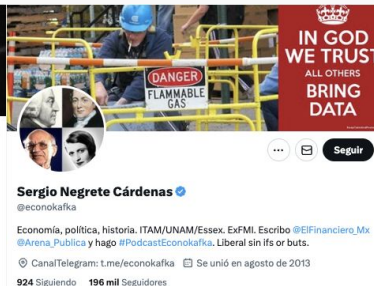 IN GOD
WE TRUST
ALL OTHERS
BRING
DATA
DANGER
FLAMMABLE
GAS
Seguir
Sergio Negrete Cárdenas
@econokafka
Economía, política, historia. ITAM/UNAM/Essex. ExFMI. Escribo @ElFinanciero_Mx
@Arena_Publica y hago #PodcastEconokafka. Liberal sin ifs or buts.
CanalTelegram: t.me/econokafka Se unió en agosto de 2013
924 Siguiendo 196 mil Seguidores